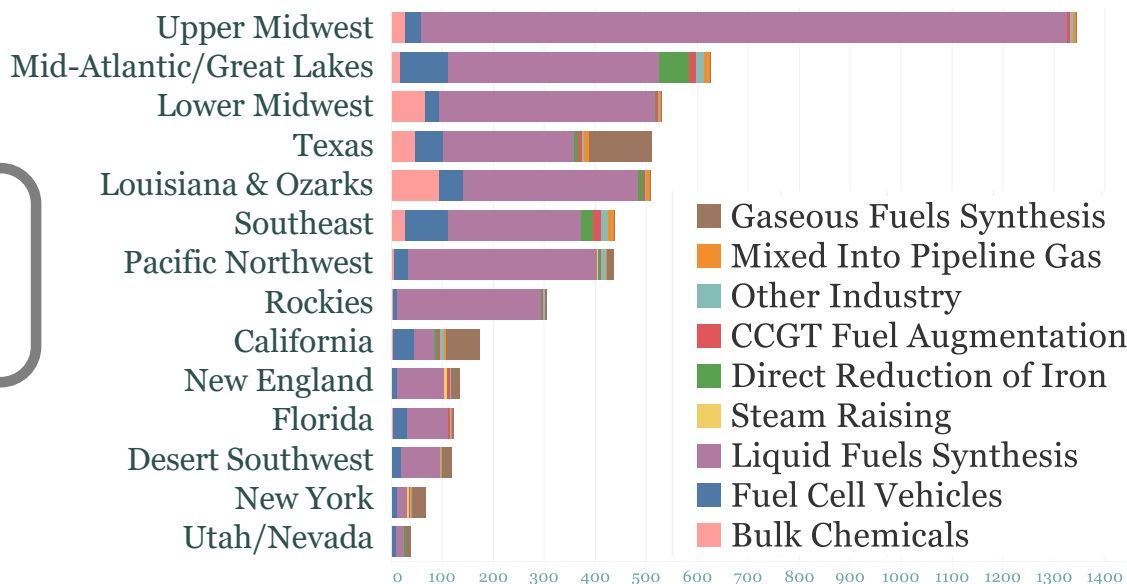 Upper Midwest
Mid-Atlantic/Great Lakes
Lower Midwest
Texas
Louisiana & Ozarks
Southeast
Pacific Northwest
Rockies
California
New England
Florida
Desert Southwest
New York
Utah/Nevada
Gaseous Fuels Synthesis
Mixed Into Pipeline Gas
Other Industry
CCGT Fuel Augmentation
Direct Reduction of Iron
Steam Raising
Liquid Fuels Synthesis
Fuel Cell Vehicles
Bulk Chemicals
0 100 200 300 400 500 600 700 800 900 1000 1100 1200 1300 1400